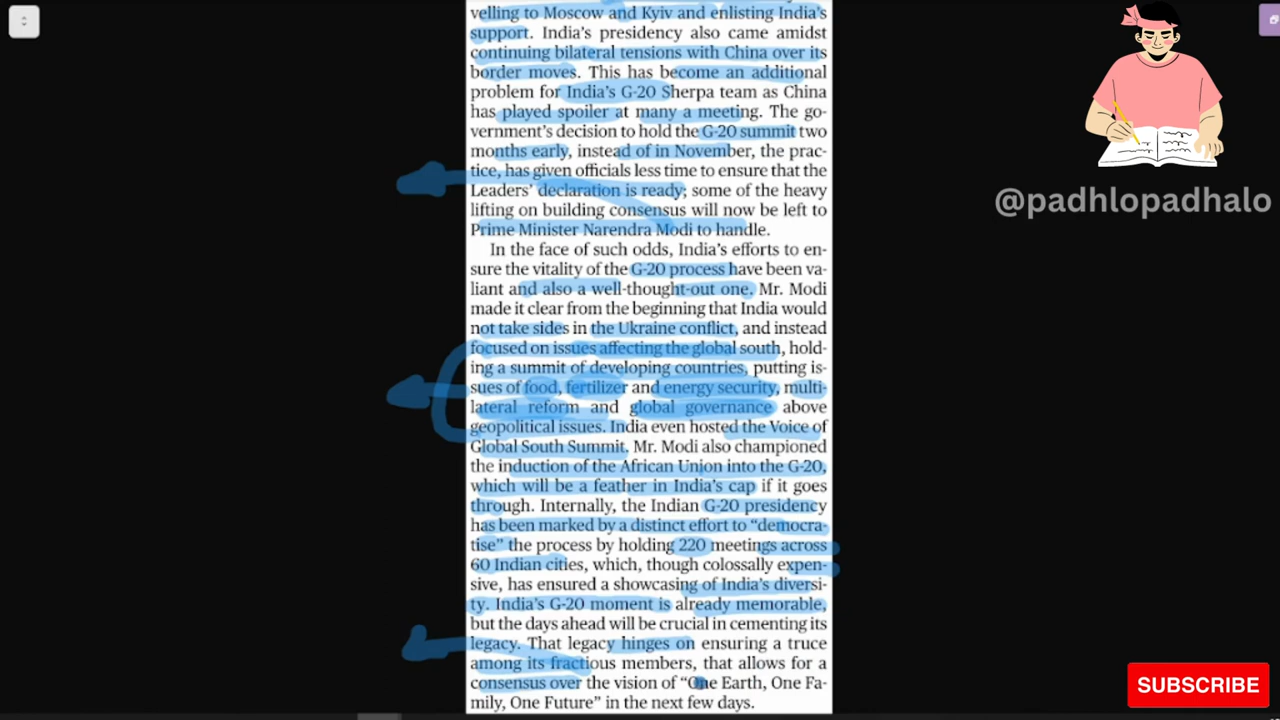 velling to Moscow and Kyiv and enlisting India's
support. India's presidency also came amidst
continuing bilateral tensions with China over its
border moves. This has become an additional
problem for India's G-20 Sherpa team as China
has played spoiler at many a meeting. The go-
vernment's decision to hold the G-20 summit two
months early, instead of in November, the prac-
tice, has given officials less time to ensure that the
Leaders' declaration is ready; some of the heavy
lifting on building consensus will now be left to
Prime Minister Narendra Modi to handle.
In the face of such odds, India's efforts to en-
sure the vitality of the G-20 process have been va-
liant and also a well-thought-out one. Mr. Modi
made it clear from the beginning that India would
not take sides in the Ukraine conflict, and instead
focused on issues affecting the global south, hold-
ing a summit of developing countries, putting is-
sues of food, fertilizer and energy security, multi-
lateral reform and global governance above
geopolitical issues. India even hosted the Voice of
Global South Summit. Mr. Modi also championed
the induction of the African Union into the G-20,
which will be a feather in India's cap if it goes
through. Internally, the Indian G-20 presidency
has been marked by a distinct effort to “democra-
tise” the process by holding 220 meetings across
60 Indian cities, which, though colossally expen-
sive, has ensured a showcasing of India's diversi-
ty. India's G-20 moment is already memorable,
but the days ahead will be crucial in cementing its
legacy. That legacy hinges on ensuring a truce
among its fractious members, that allows for a
consensus over the vision of “One Earth, One Fa-
mily, One Future” in the next few days.
@padhlopadhalo
SUBSCRIBE